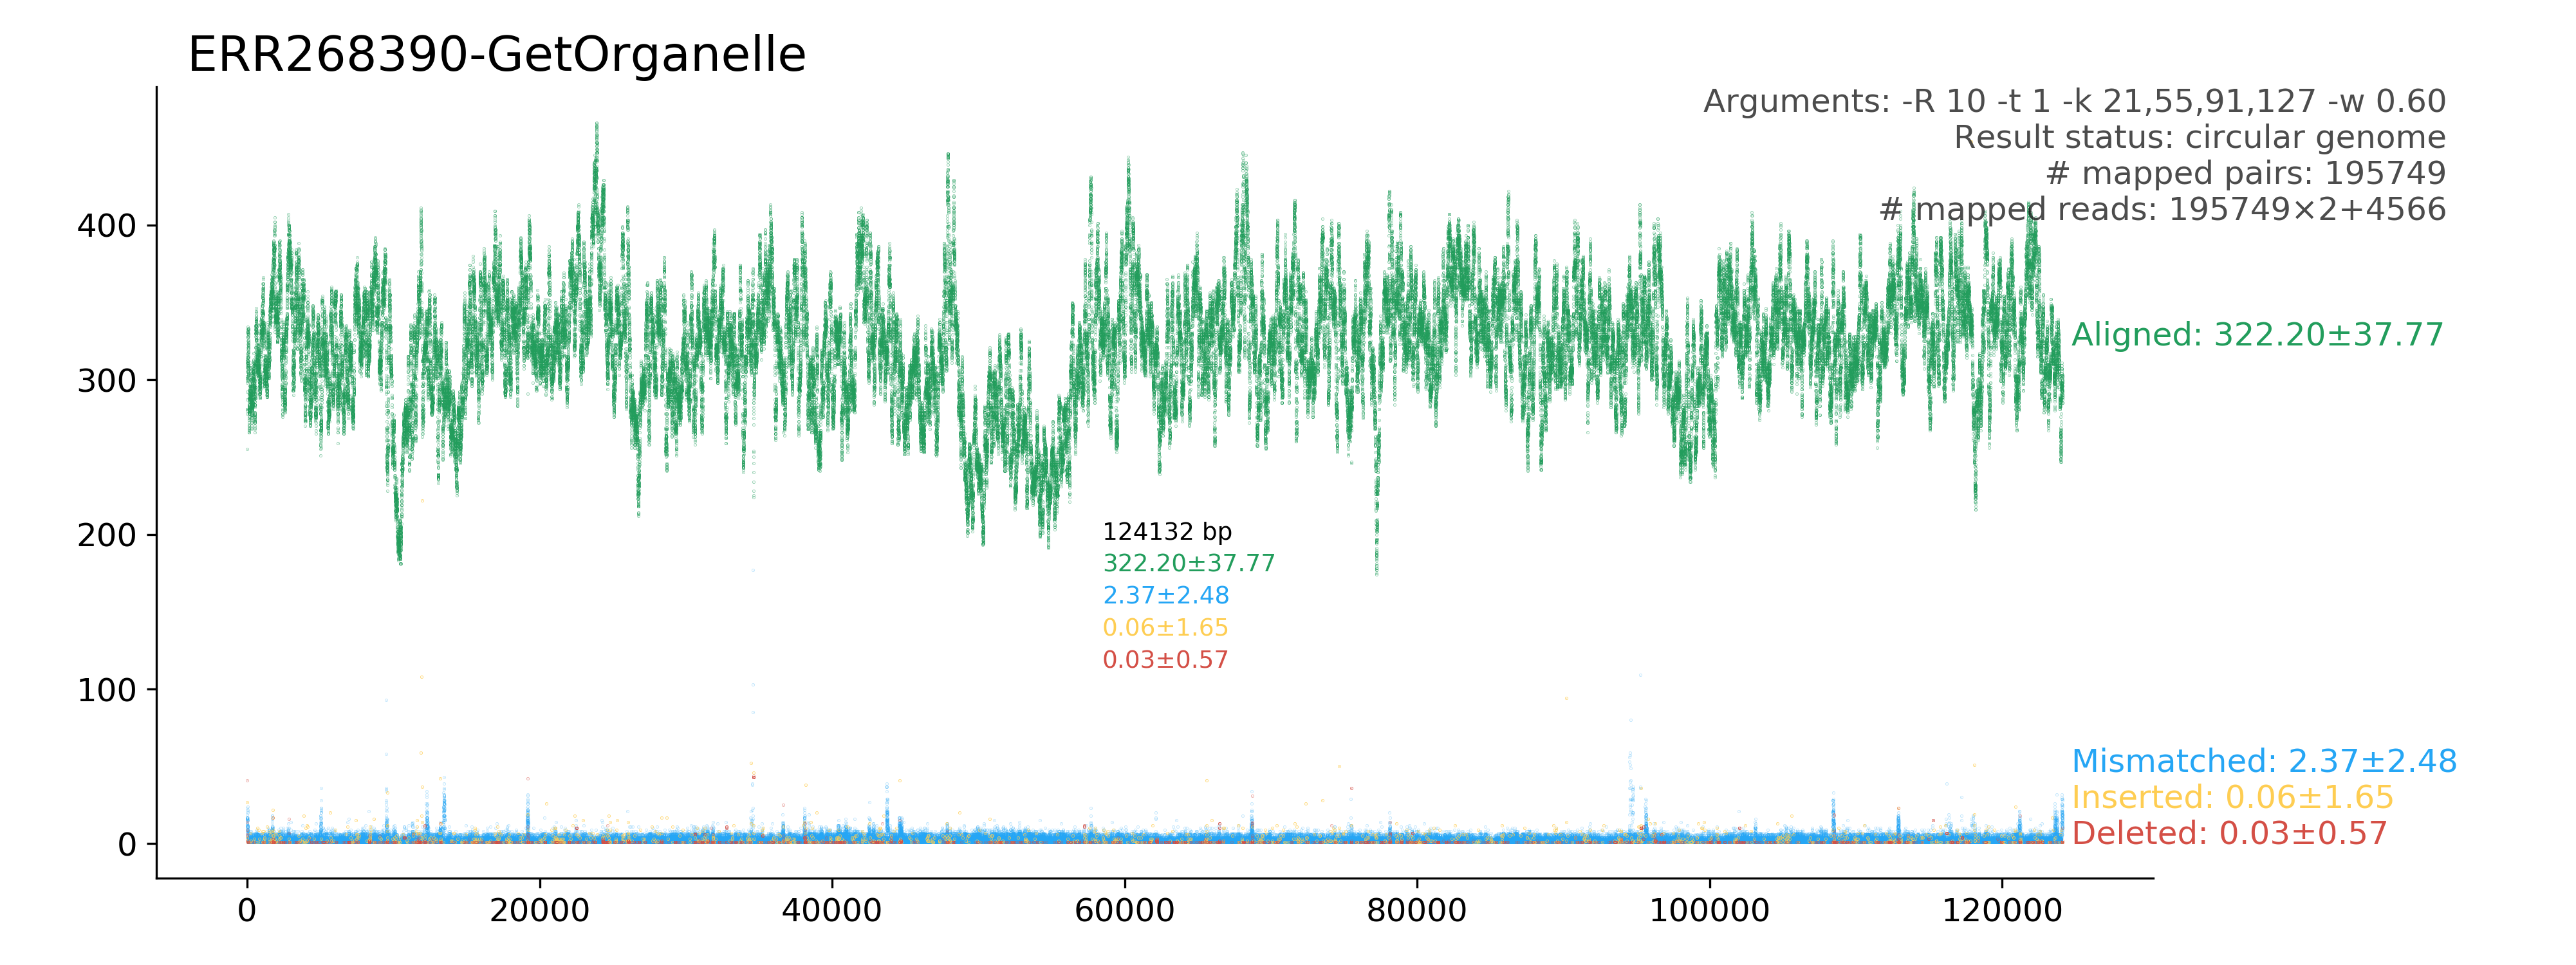 ERR268390-GetOrganelle
Arguments: -R 10 -t 1 -k 21,55,91,127 -w 0.60
Result status: circular genome
# mapped pairs: 195749
# mapped reads: 195749×2+4566
400
300
200
100
0
Aligned: 322.20±37.77
124132 bp
322.20±37.77
2.37±2.48
0.06±1.65
0.03±0.57
Mismatched: 2.37±2.48
Inserted: 0.06±1.65
Deleted: 0.03±0.57
0 20000 40000 60000 80000 100000 120000